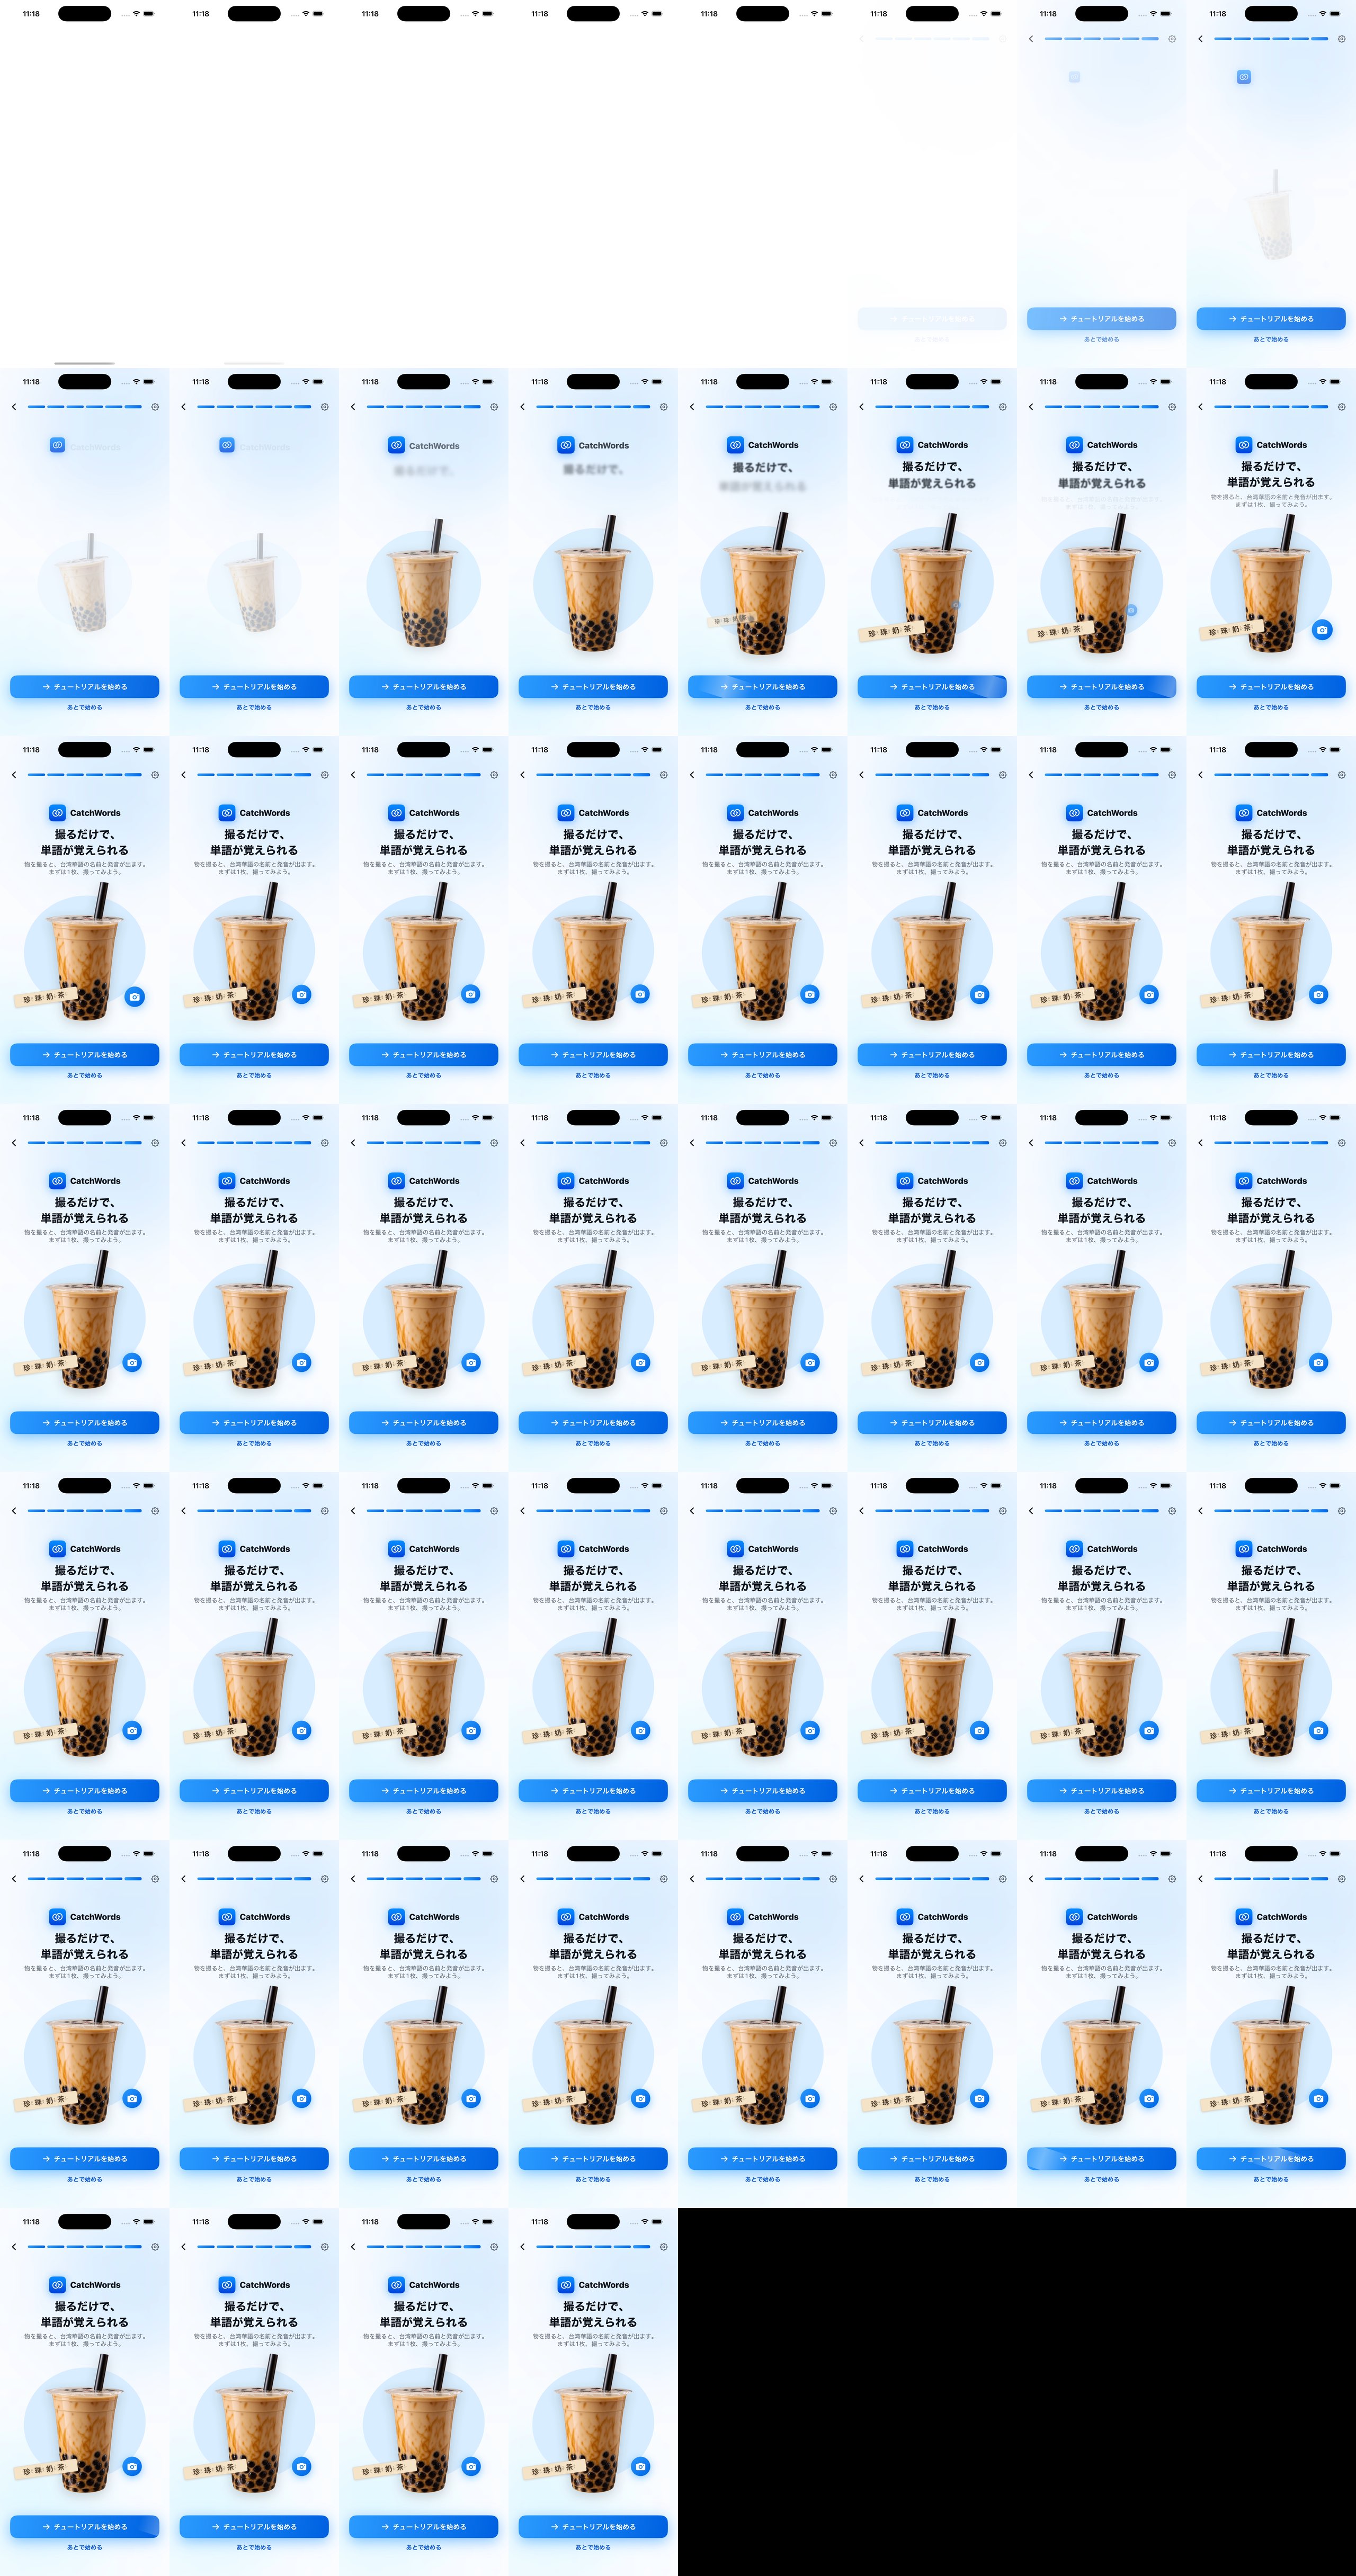 11:18
CatchWords
撮るだけで、
単語が覚えられる
物を撮ると、台湾華語の名前と発音が出ます。
まずは1枚、撮ってみよう。
珍珠奶茶
→ チュートリアルを始める
あとで始める